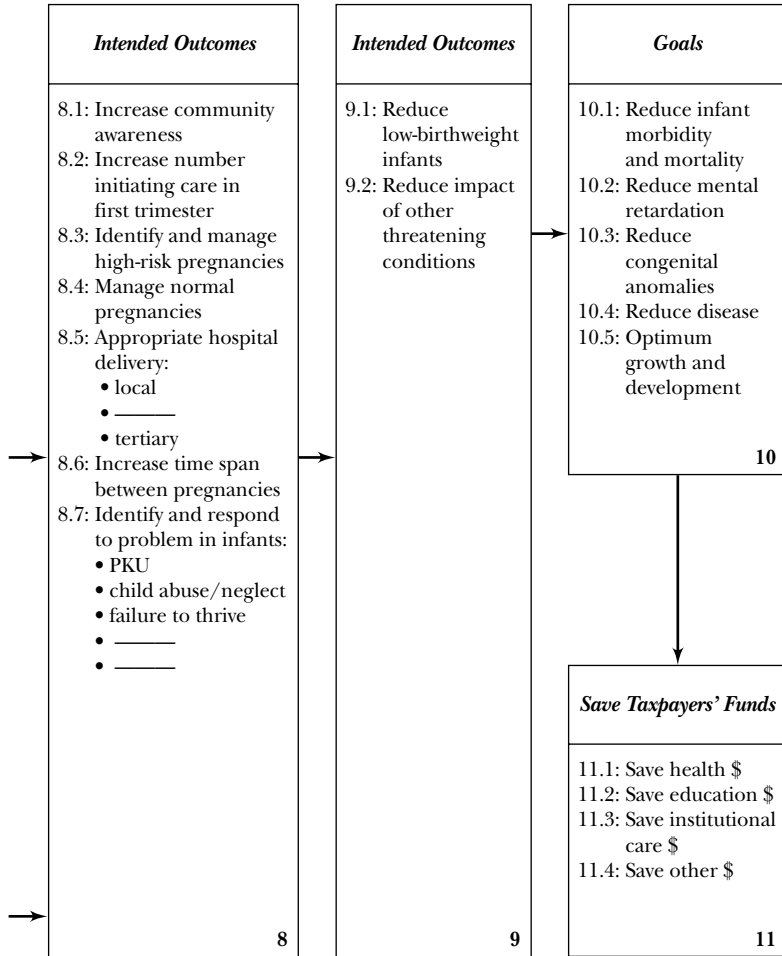 Intended Outcomes
8.1: Increase community
awareness
8.2: Increase number
initiating care in
first trimester
8.3: Identify and manage
high-risk pregnancies
8.4: Manage normal
pregnancies
8.5: Appropriate hospital
delivery:
• local
• ———
• tertiary
8.6: Increase time span
between pregnancies
8.7: Identify and respond
to problem in infants:
• PKU
• child abuse/neglect
• failure to thrive
• ———
• ———
8
Intended Outcomes
9.1: Reduce
low-birthweight
infants
9.2: Reduce impact
of other
threatening
conditions
9
Goals
10.1: Reduce infant
morbidity
and mortality
10.2: Reduce mental
retardation
10.3: Reduce
congenital
anomalies
10.4: Reduce disease
10.5: Optimum
growth and
development
10
Save Taxpayers’ Funds
11.1: Save health $
11.2: Save education $
11.3: Save institutional
care $
11.4: Save other $
11